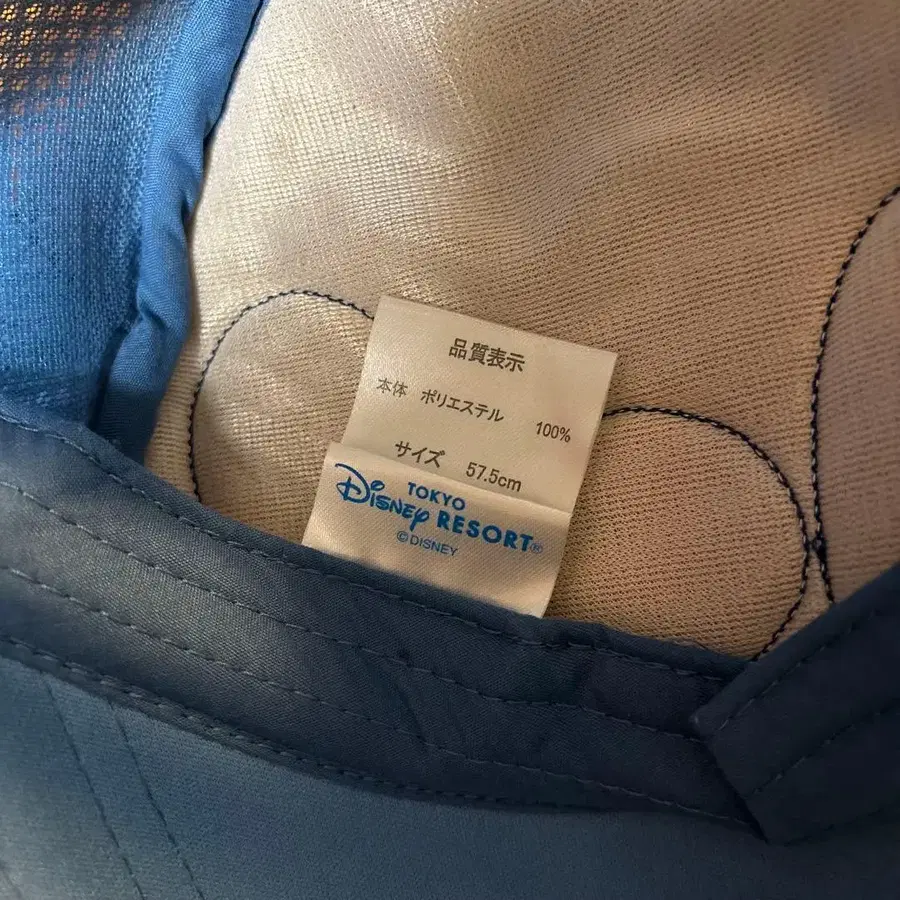 品質表示
本体 ポリエステル 100%
サイズ 57.5cm
TOKYO
DISNEY RESORT®
©DISNEY